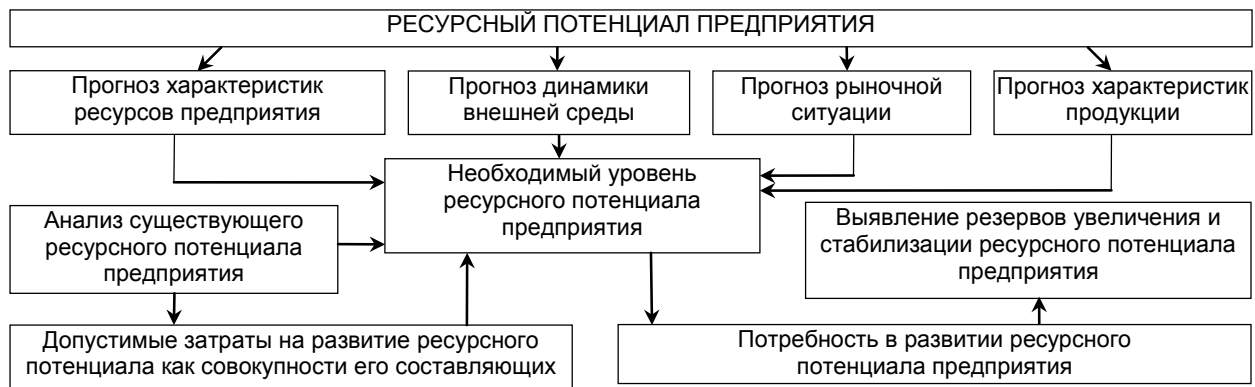 РЕСУРСНЫЙ ПОТЕНЦИАЛ ПРЕДПРИЯТИЯ
Прогноз характеристик
ресурсов предприятия
Прогноз динамики
внешней среды
Прогноз рыночной
ситуации
Прогноз характеристик
продукции
Необходимый уровень
ресурсного потенциала
предприятия
Анализ существующего
ресурсного потенциала
предприятия
Выявление резервов увеличения и
стабилизации ресурсного потенциала
предприятия
Допустимые затраты на развитие ресурсного
потенциала как совокупности его составляющих
Потребность в развитии ресурсного
потенциала предприятия